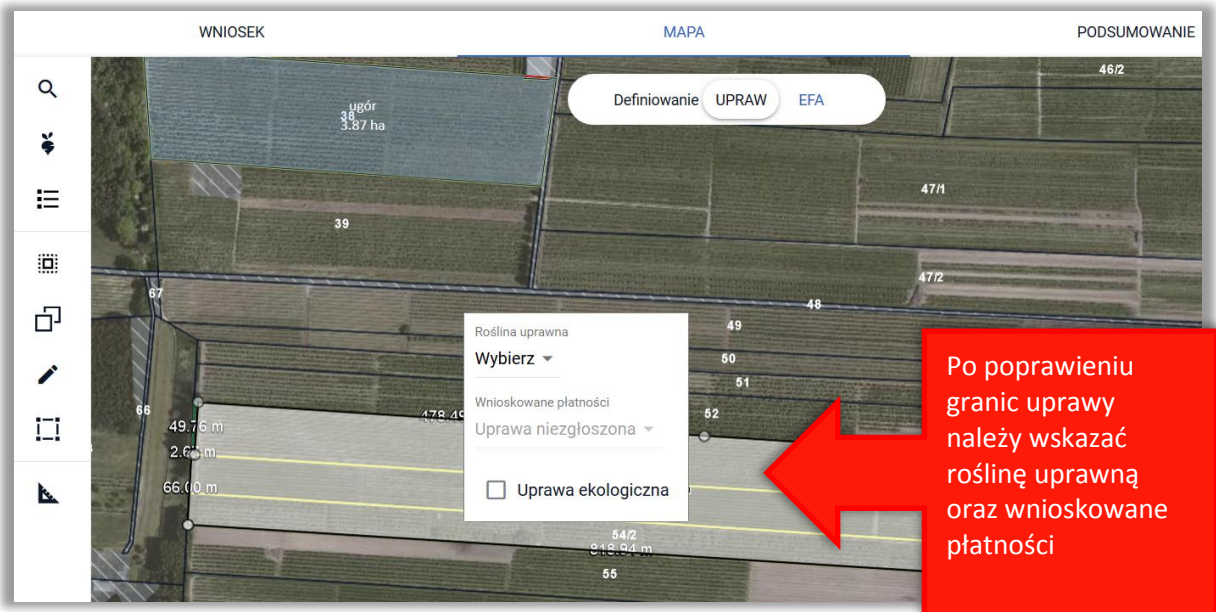 WNIOSEK
MAPA
PODSUMOWANIE
Definiowanie UPRAW EFA
46/2
ugór
38
3.87 ha
47/1
39
47/2
67
48
49
50
51
52
66
Roślina uprawna
Wybierz
Wnioskowane płatności
Uprawa niezgłoszona
Uprawa ekologiczna
49.76 m
66.00 m
54/2
818.94 m
55
Po poprawieniu
granic uprawy
należy wskazać
roślinę uprawną
oraz wnioskowane
płatności